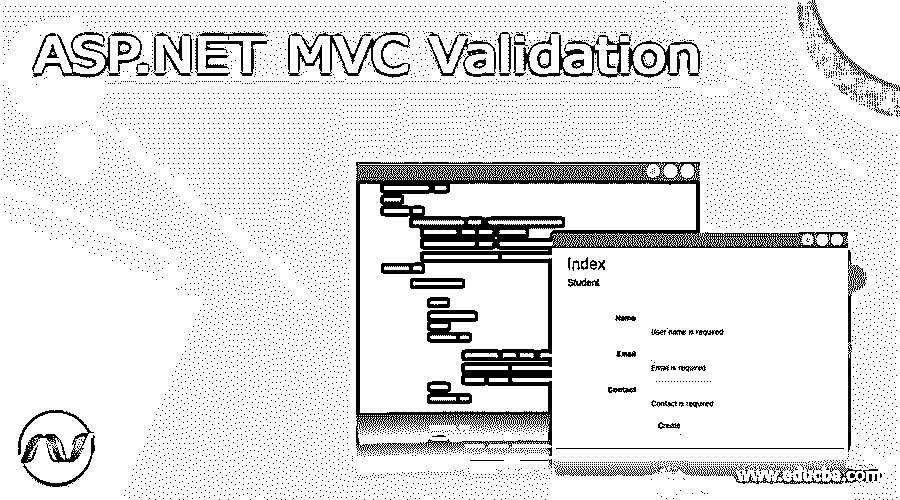 ASP.NET MVC Validation
Index
Student
Name
User name is required
Email
Email is required
Contact
Contact is required
Create
www.educba.com